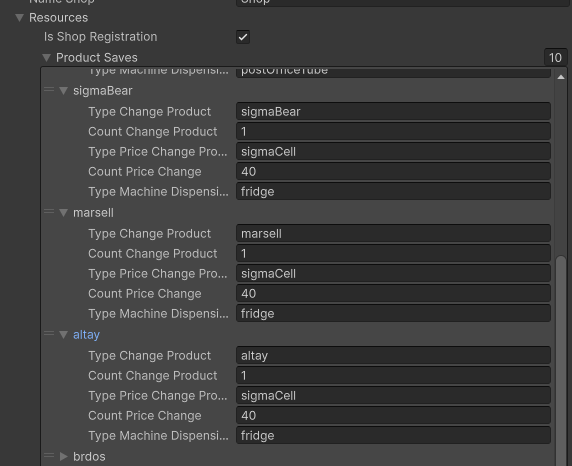 Name Shop
Shop
Resources
Is Shop Registration
Product Saves 10
Type Machine Dispensi... postOfficeTube
sigmaBear
Type Change Product sigmaBear
Count Change Product 1
Type Price Change Pro... sigmaCell
Count Price Change 40
Type Machine Dispensi... fridge
marsell
Type Change Product marsell
Count Change Product 1
Type Price Change Pro... sigmaCell
Count Price Change 40
Type Machine Dispensi... fridge
altay
Type Change Product altay
Count Change Product 1
Type Price Change Pro... sigmaCell
Count Price Change 40
Type Machine Dispensi... fridge
brdos